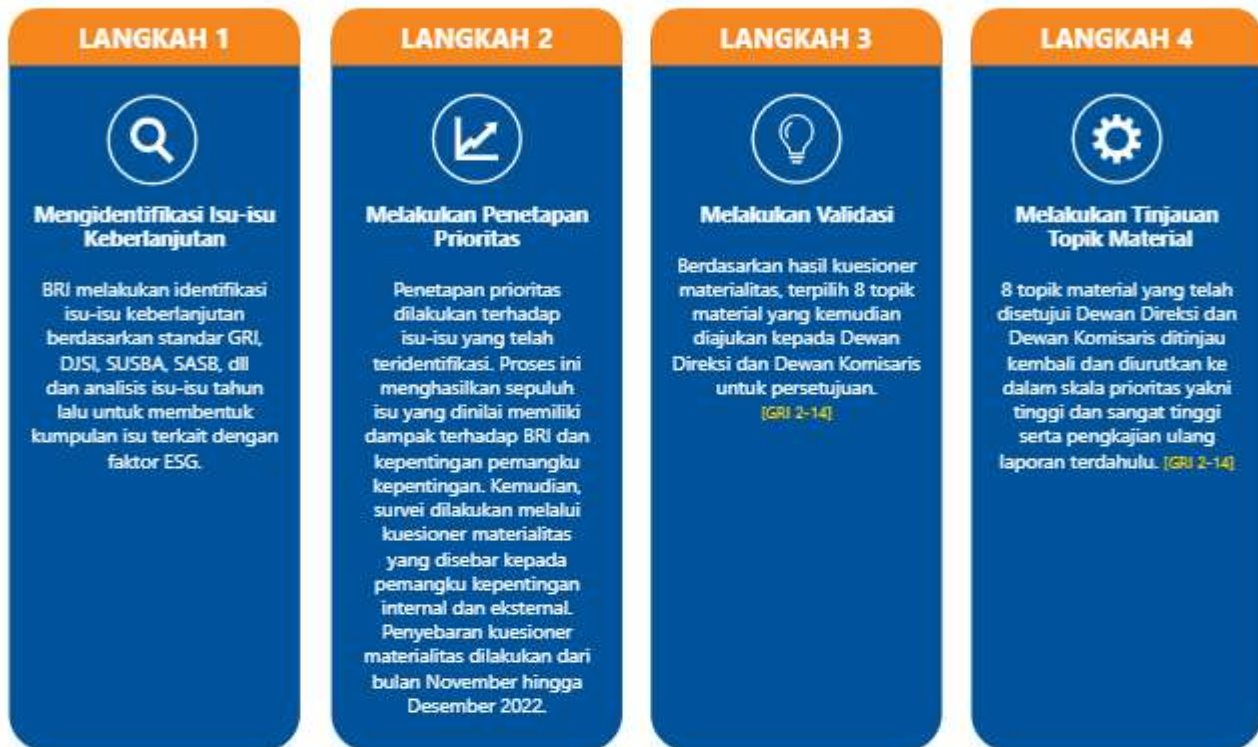 LANGKAH 1
Mengidentifikasi Isu-isu
Keberlanjutan
BRI melakukan identifikasi
isu-isu keberlanjutan
berdasarkan standar GRI,
DJSI, SUSBA, SASB, dll
dan analisis isu-isu tahun
lalu untuk membentuk
kumpulan isu terkait dengan
faktor ESG.
LANGKAH 2
Melakukan Penetapan
Prioritas
Penetapan prioritas
dilakukan terhadap
isu-isu yang telah
teridentifikasi. Proses ini
menghasilkan sepuluh
isu yang dinilai memiliki
dampak terhadap BRI dan
kepentingan pemangku
kepentingan. Kemudian,
survei dilakukan melalui
kuesioner materialitas
yang disebar kepada
pemangku kepentingan
internal dan eksternal.
Penyebaran kuesioner
materialitas dilakukan dari
bulan November hingga
Desember 2022.
LANGKAH 3
Melakukan Validasi
Berdasarkan hasil kuesioner
materialitas, terpilih 8 topik
material yang kemudian
diajukan kepada Dewan
Direksi dan Dewan Komisaris
untuk persetujuan.
[GRI 2-14]
LANGKAH 4
Melakukan Tinjauan
Topik Material
8 topik material yang telah
disetujui Dewan Direksi dan
Dewan Komisaris ditinjau
kembali dan diurutkan ke
dalam skala prioritas yakni
tinggi dan sangat tinggi
serta pengkajian ulang
laporan terdahulu. [GRI 2-14]